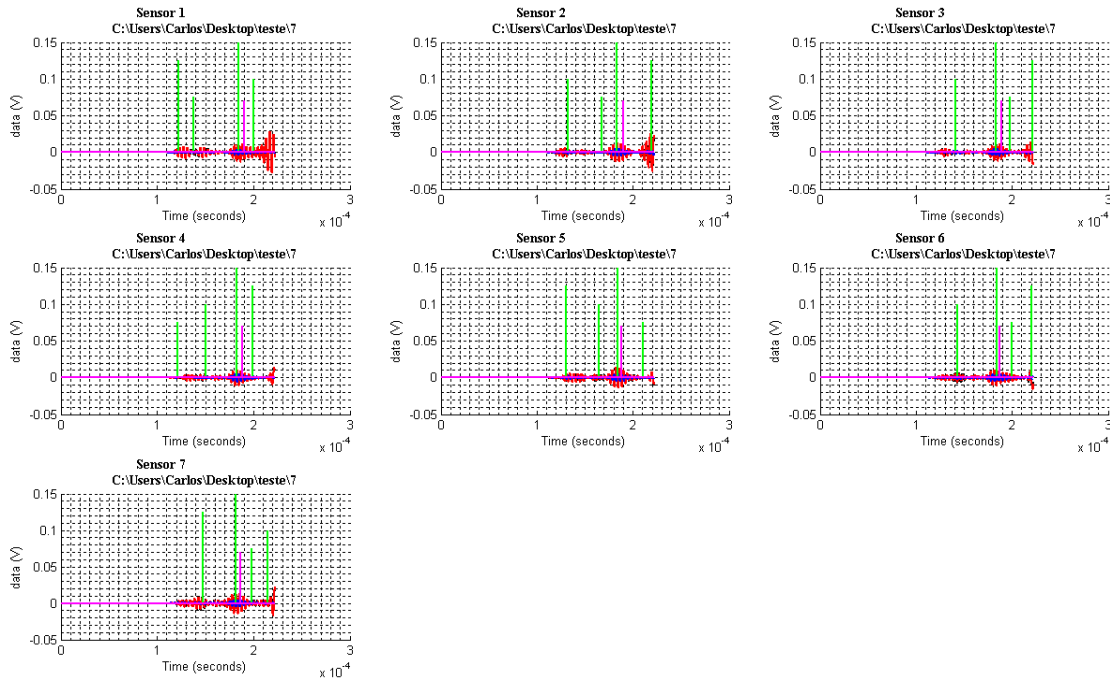 Sensor 1
C:\Users\Carlos\Desktop\teste\7
0.15
0.1
0.05
0
-0.05
data (V)
0 1 2 3
Time (seconds)
x 10^-4
Sensor 2
C:\Users\Carlos\Desktop\teste\7
0.15
0.1
0.05
0
-0.05
data (V)
0 1 2 3
Time (seconds)
x 10^-4
Sensor 3
C:\Users\Carlos\Desktop\teste\7
0.15
0.1
0.05
0
-0.05
data (V)
0 1 2 3
Time (seconds)
x 10^-4
Sensor 4
C:\Users\Carlos\Desktop\teste\7
0.15
0.1
0.05
0
-0.05
data (V)
0 1 2 3
Time (seconds)
x 10^-4
Sensor 5
C:\Users\Carlos\Desktop\teste\7
0.15
0.1
0.05
0
-0.05
data (V)
0 1 2 3
Time (seconds)
x 10^-4
Sensor 6
C:\Users\Carlos\Desktop\teste\7
0.15
0.1
0.05
0
-0.05
data (V)
0 1 2 3
Time (seconds)
x 10^-4
Sensor 7
C:\Users\Carlos\Desktop\teste\7
0.15
0.1
0.05
0
-0.05
data (V)
0 1 2 3
Time (seconds)
x 10^-4